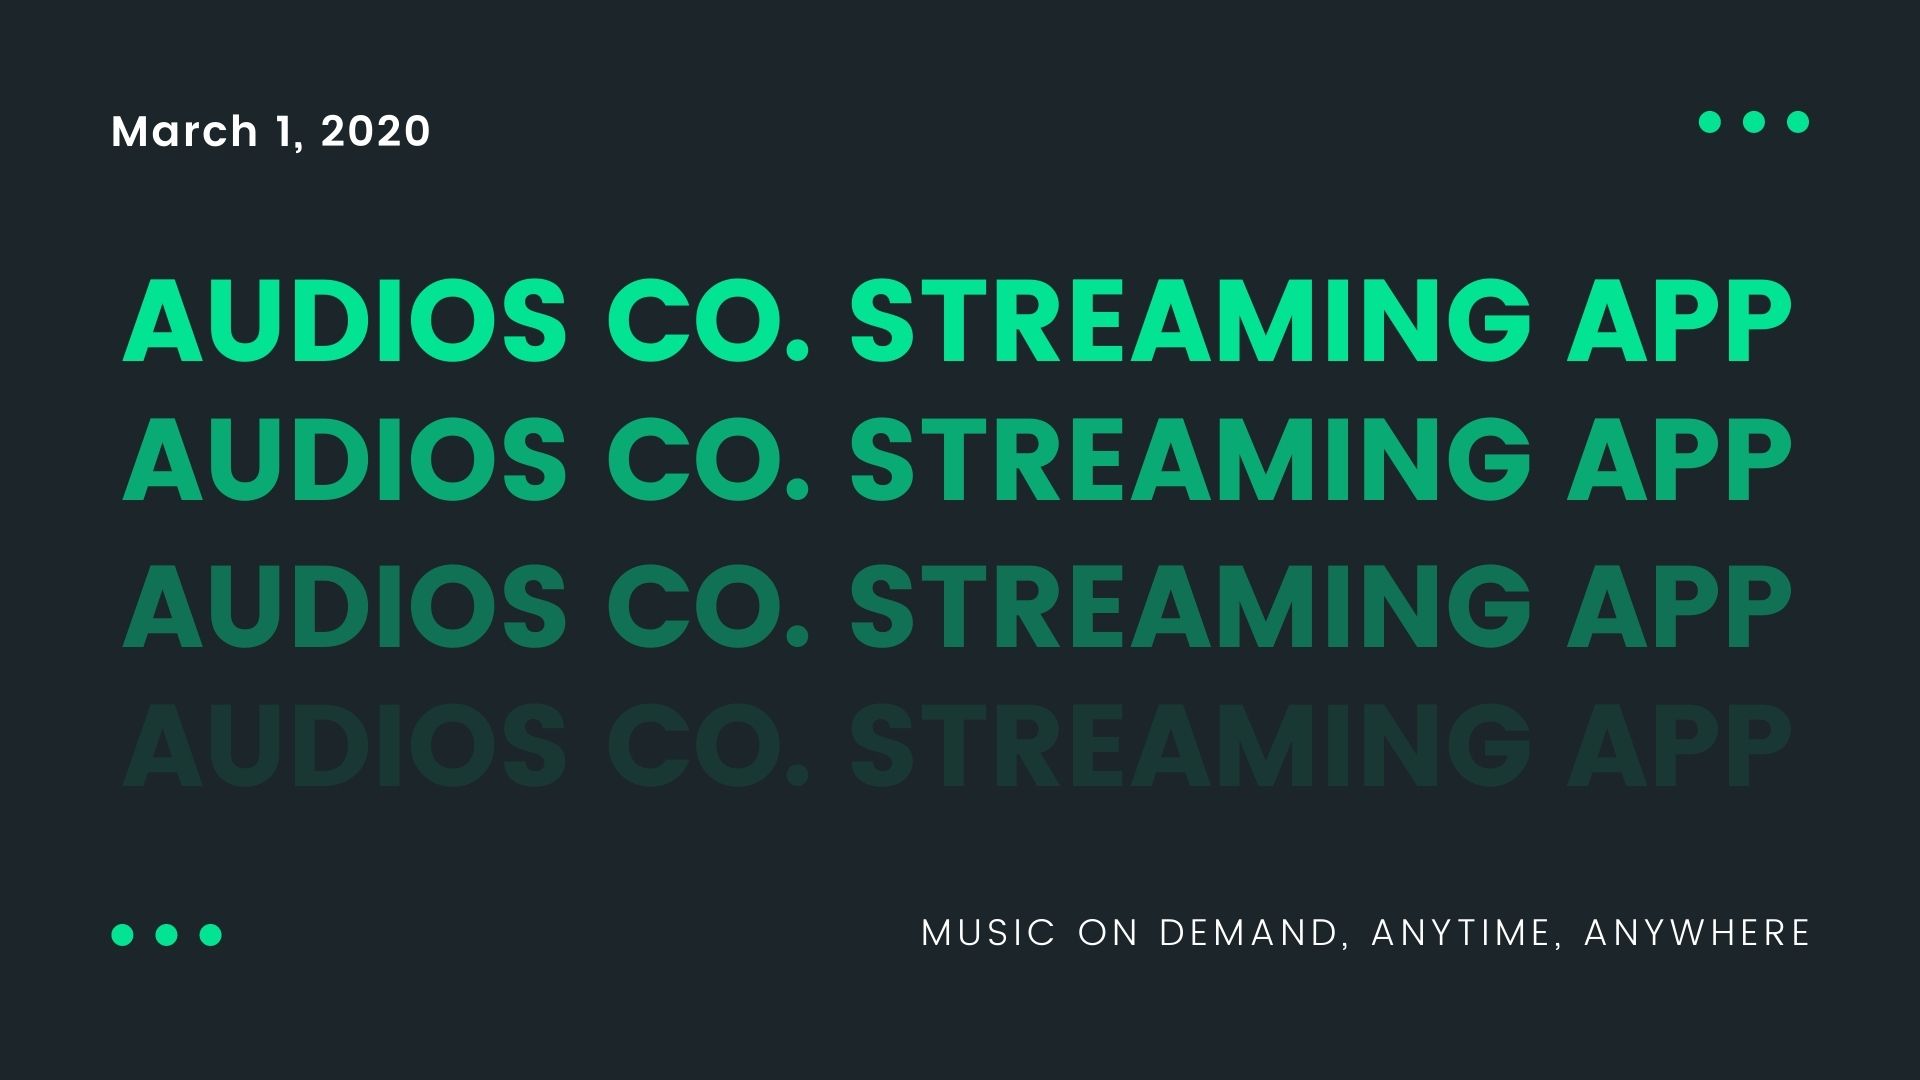 March 1, 2020
AUDIOS CO. STREAMING APP
AUDIOS CO. STREAMING APP
AUDIOS CO. STREAMING APP
AUDIOS CO. STREAMING APP
MUSIC ON DEMAND, ANYTIME, ANYWHERE